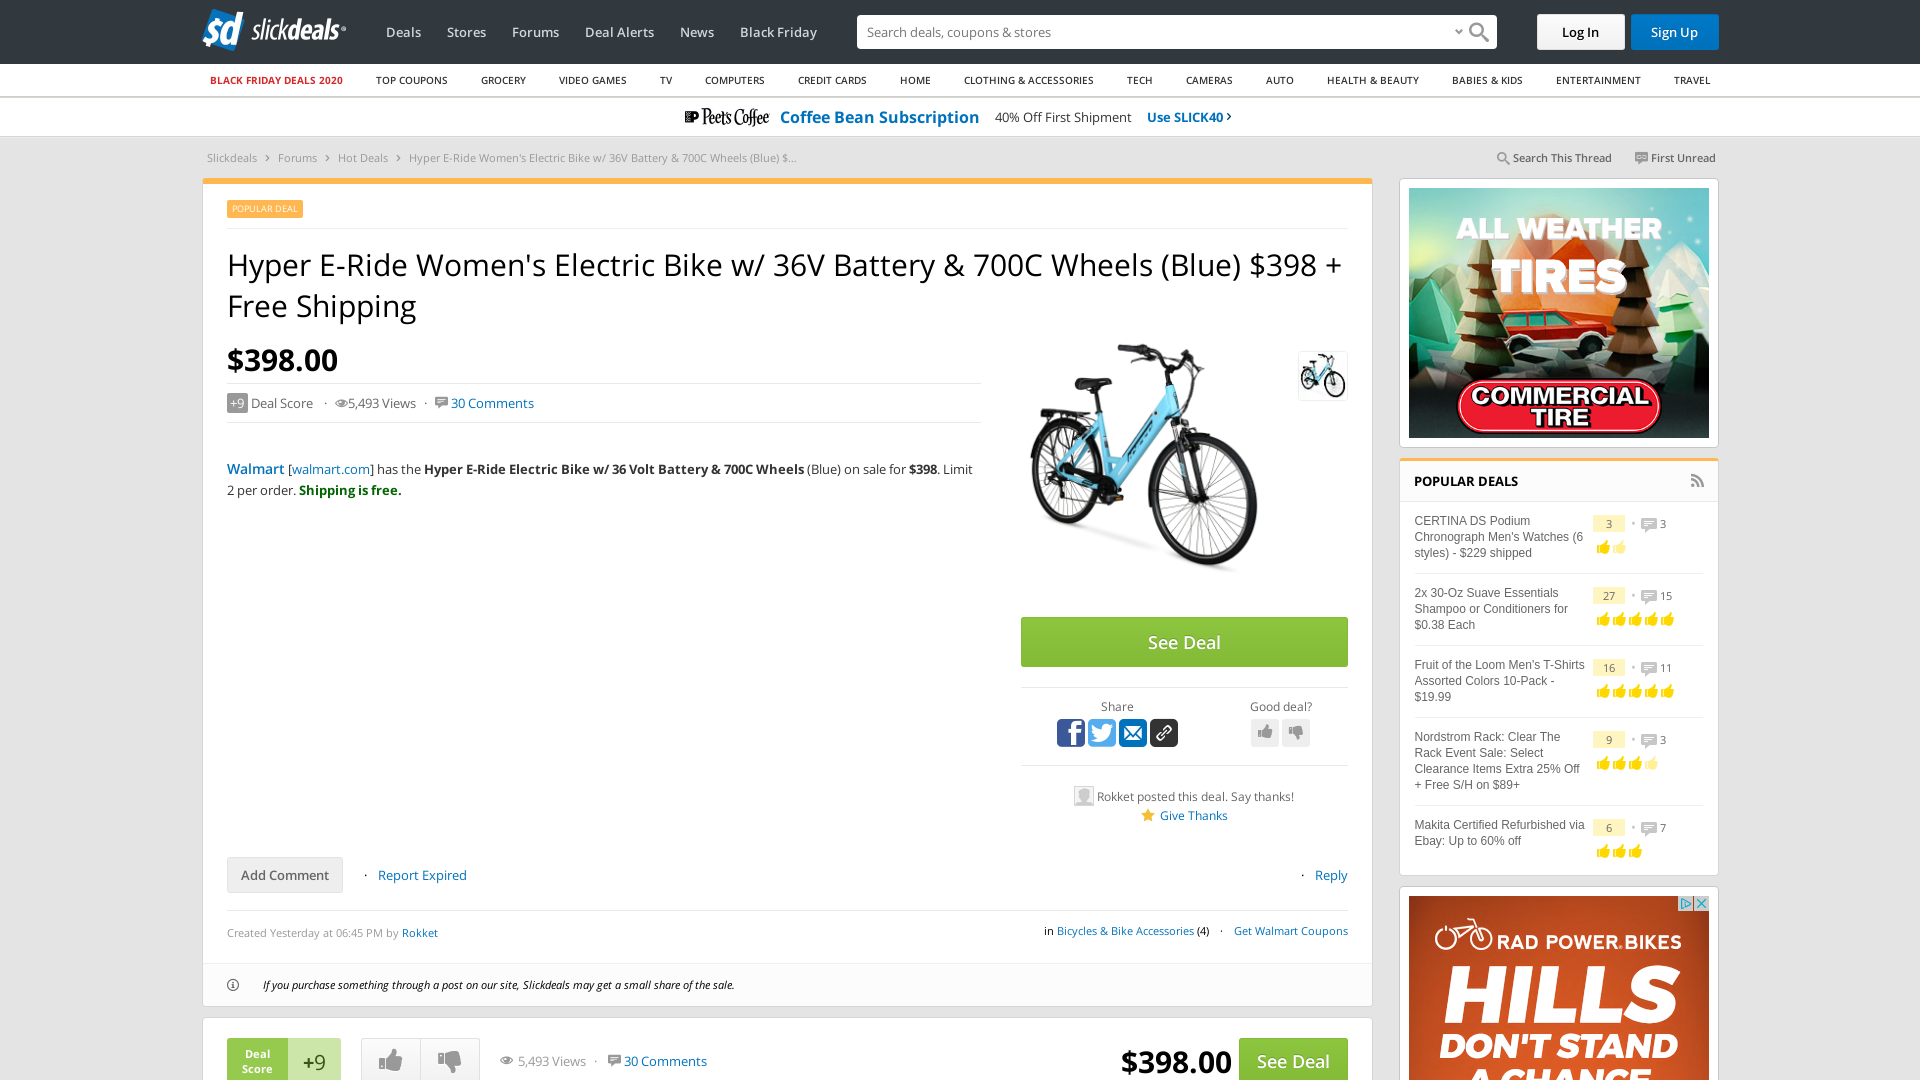 slickdeals
Deals
Stores
Forums
Deal Alerts
News
Black Friday
Search deals, coupons & stores
Log In
Sign Up
BLACK FRIDAY DEALS 2020
TOP COUPONS
GROCERY
VIDEO GAMES
TV
COMPUTERS
CREDIT CARDS
HOME
CLOTHING & ACCESSORIES
TECH
CAMERAS
AUTO
HEALTH & BEAUTY
BABIES & KIDS
ENTERTAINMENT
TRAVEL
Peet's Coffee Coffee Bean Subscription 40% Off First Shipment Use SLICK40
Slickdeals > Forums > Hot Deals > Hyper E-Ride Women's Electric Bike w/ 36V Battery & 700C Wheels (Blue) $...
Search This Thread
First Unread
POPULAR DEAL
Hyper E-Ride Women's Electric Bike w/ 36V Battery & 700C Wheels (Blue) $398 +
Free Shipping
$398.00
+9 Deal Score · 5,493 Views · 30 Comments
Walmart [walmart.com] has the Hyper E-Ride Electric Bike w/ 36 Volt Battery & 700C Wheels (Blue) on sale for $398. Limit
2 per order. Shipping is free.
See Deal
Share
Good deal?
Rokket posted this deal. Say thanks!
Give Thanks
Add Comment
· Report Expired
· Reply
Created Yesterday at 06:45 PM by Rokket
in Bicycles & Bike Accessories (4) · Get Walmart Coupons
If you purchase something through a post on our site, Slickdeals may get a small share of the sale.
Deal
Score
+9
5,493 Views · 30 Comments
$398.00
See Deal
ALL WEATHER
TIRES
COMMERCIAL
TIRE
POPULAR DEALS
CERTINA DS Podium
Chronograph Men's Watches (6
styles) - $229 shipped
3 • 3
2x 30-Oz Suave Essentials
Shampoo or Conditioners for
$0.38 Each
27 • 15
Fruit of the Loom Men's T-Shirts
Assorted Colors 10-Pack -
$19.99
16 • 11
Nordstrom Rack: Clear The
Rack Event Sale: Select
Clearance Items Extra 25% Off
+ Free S/H on $89+
9 • 3
Makita Certified Refurbished via
Ebay: Up to 60% off
6 • 7
RAD POWER BIKES
HILLS
DON'T STAND
A CHANCE